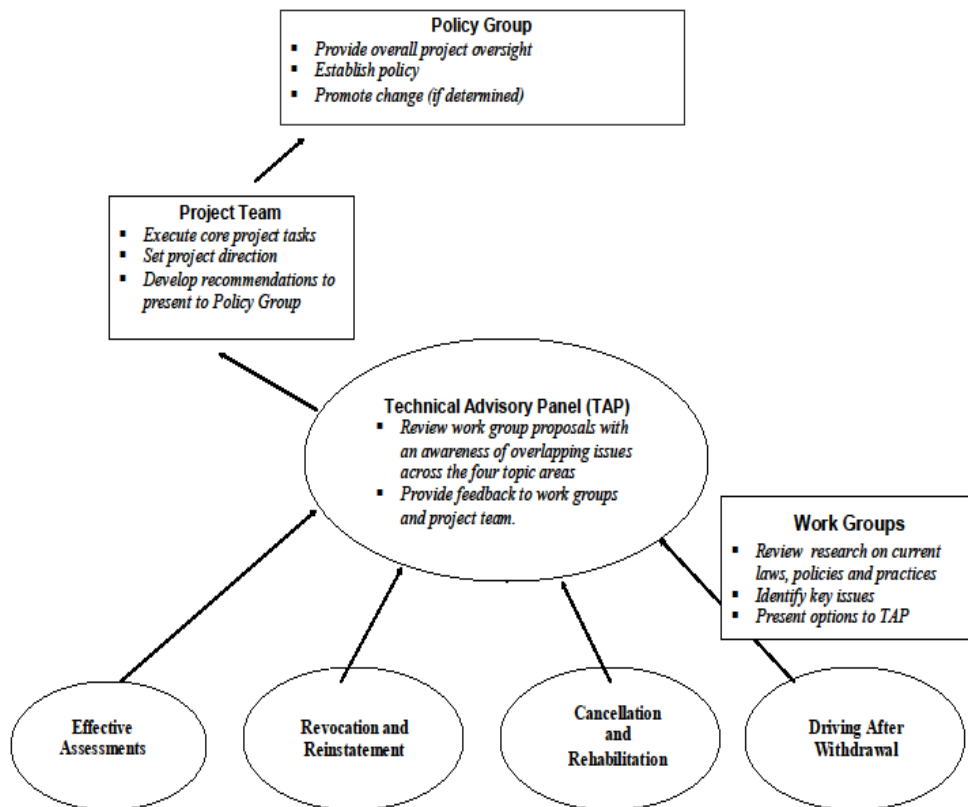 Policy Group
▪ Provide overall project oversight
▪ Establish policy
▪ Promote change (if determined)
Project Team
▪ Execute core project tasks
▪ Set project direction
▪ Develop recommendations to
present to Policy Group
Technical Advisory Panel (TAP)
▪ Review work group proposals with
an awareness of overlapping issues
across the four topic areas
▪ Provide feedback to work groups
and project team.
Work Groups
▪ Review research on current
laws, policies and practices
▪ Identify key issues
▪ Present options to TAP
Effective
Assessments
Revocation and
Reinstatement
Cancellation
and
Rehabilitation
Driving After
Withdrawal